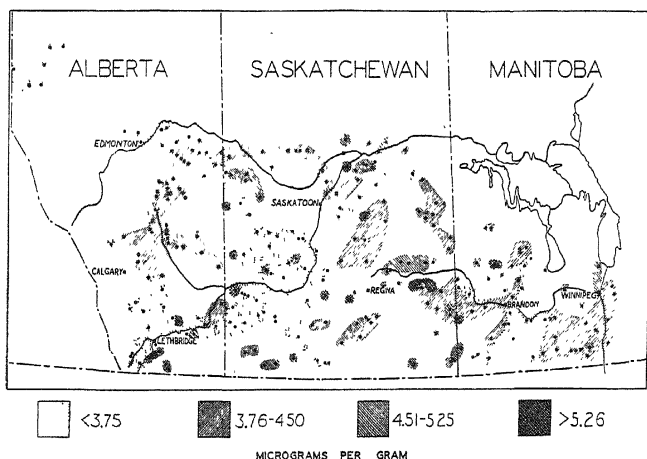 ALBERTA SASKATCHEWAN MANITOBA
EDMONTON
SASKATOON
CALGARY
REGINA
BRANDON
WINNIPEG
LETHBRIDGE
<3.75 3.76-4.50 4.51-5.25 >5.26
MICROGRAMS PER GRAM